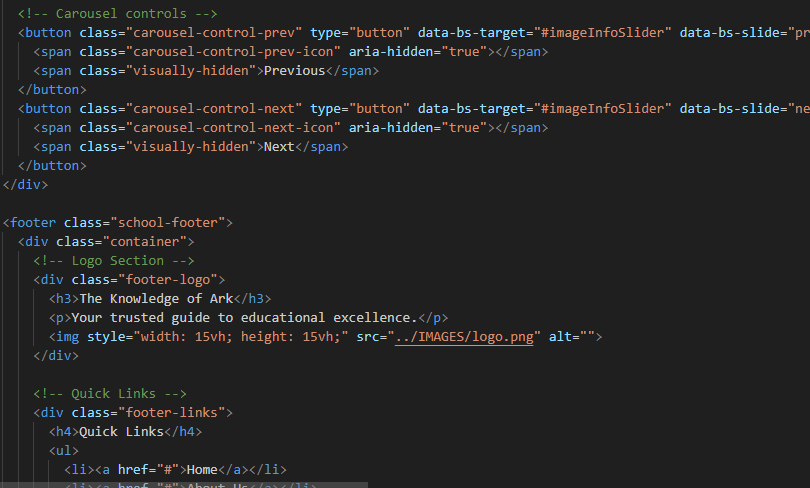 <!-- Carousel controls -->
<button class="carousel-control-prev" type="button" data-bs-target="#imageInfoSlider" data-bs-slide="pr
<span class="carousel-control-prev-icon" aria-hidden="true"></span>
<span class="visually-hidden">Previous</span>
</button>
<button class="carousel-control-next" type="button" data-bs-target="#imageInfoSlider" data-bs-slide="ne
<span class="carousel-control-next-icon" aria-hidden="true"></span>
<span class="visually-hidden">Next</span>
</button>
</div>
<footer class="school-footer">
<div class="container">
<!-- Logo Section -->
<div class="footer-logo">
<h3>The Knowledge of Ark</h3>
<p>Your trusted guide to educational excellence.</p>
<img style="width: 15vh; height: 15vh;" src="../IMAGES/logo.png" alt="">
</div>
<!-- Quick Links -->
<div class="footer-links">
<h4>Quick Links</h4>
<ul>
<li><a href="#">Home</a></li>
<li><a href="#">About Us</a></li>